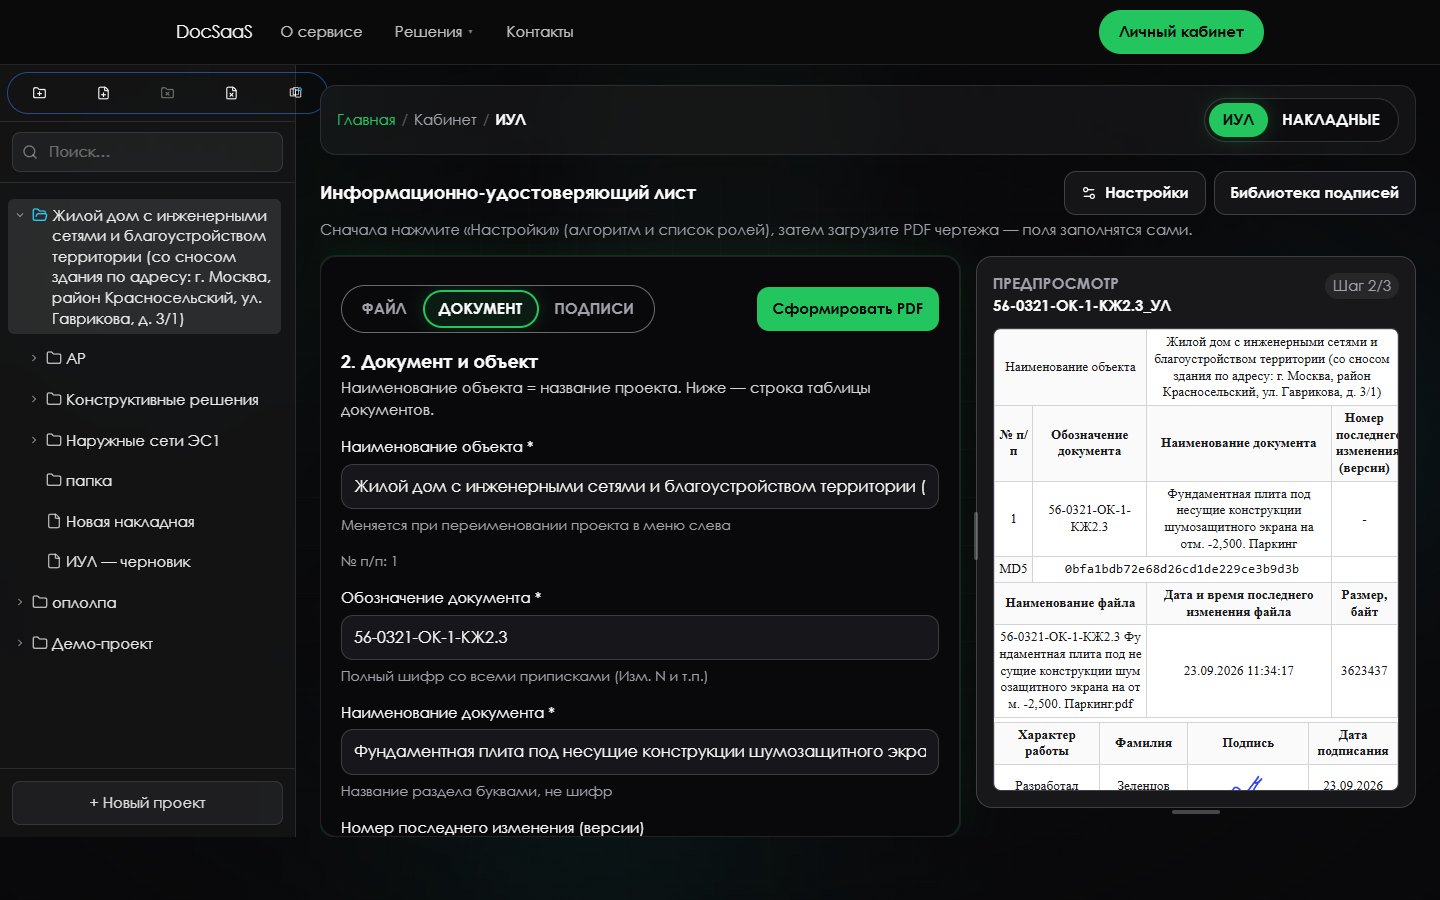 DocSaaS
О сервисе
Решения
Контакты
Личный кабинет
Поиск...
Жилой дом с инженерными
сетями и благоустройством
территории (со сносом
здания по адресу: г. Москва,
район Красносельский, ул.
Гаврикова, д. 3/1)
АР
Конструктивные решения
Наружные сети ЭС1
папка
Новая накладная
ИУЛ — черновик
оплолпа
Демо-проект
+ Новый проект
Главная / Кабинет / ИУЛ
ИУЛ
НАКЛАДНЫЕ
Информационно-удостоверяющий лист
Настройки
Библиотека подписей
Сначала нажмите «Настройки» (алгоритм и список ролей), затем загрузите PDF чертежа — поля заполнятся сами.
ФАЙЛ
ДОКУМЕНТ
ПОДПИСИ
Сформировать PDF
2. Документ и объект
Наименование объекта = название проекта. Ниже — строка таблицы
документов.
Наименование объекта *
Жилой дом с инженерными сетями и благоустройством территории (
Меняется при переименовании проекта в меню слева
№ п/п: 1
Обозначение документа *
56-0321-ОК-1-КЖ2.3
Полный шифр со всеми приписками (Изм. N и т.п.)
Наименование документа *
Фундаментная плита под несущие конструкции шумозащитного экра
Название раздела буквами, не шифр
Номер последнего изменения (версии)
ПРЕДПРОСМОТР
56-0321-ОК-1-КЖ2.3_УЛ
Шаг 2/3
Наименование объекта
Жилой дом с инженерными сетями и
благоустройством территории (со сносом
здания по адресу: г. Москва, район
Красносельский, ул. Гаврикова, д. 3/1)
№ п/
п
Обозначение
документа
Наименование документа
Номер
последнего
изменения
(версии)
1
56-0321-ОК-1-
КЖ2.3
Фундаментная плита под
несущие конструкции
шумозащитного экрана на
отм. -2,500. Паркинг
-
MD5
0bfa1bdb72e68d26cd1de229ce3b9d3b
Наименование файла
Дата и время последнего
изменения файла
Размер,
байт
56-0321-ОК-1-КЖ2.3 Фу
ндаментная плита под не
сущие конструкции шум
озащитного экрана на от
м. -2,500. Паркинг.pdf
23.09.2026 11:34:17
3623437
Характер
работы
Фамилия
Подпись
Дата
подписания
Разработал
Зеленцов
23.09.2026